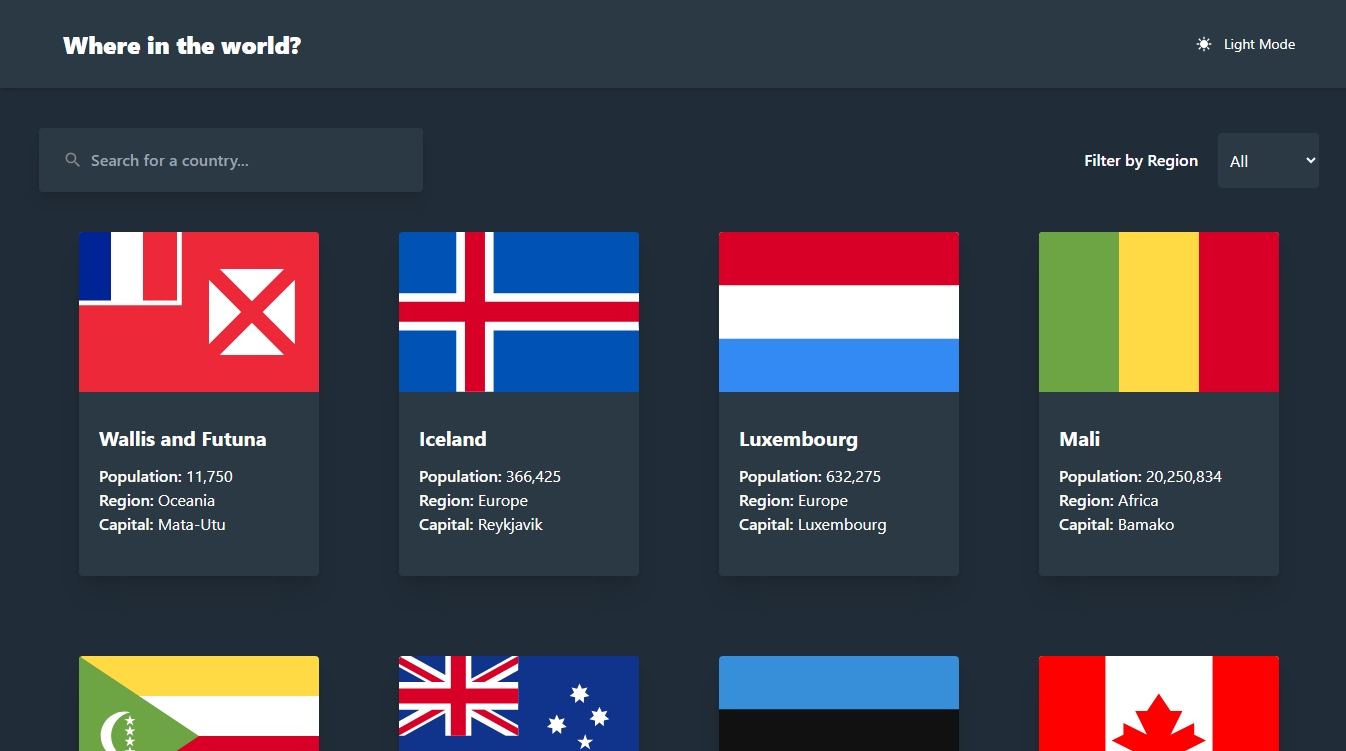 Where in the world?
Light Mode
Search for a country...
Filter by Region
All
Wallis and Futuna
Population: 11,750
Region: Oceania
Capital: Mata-Utu
Iceland
Population: 366,425
Region: Europe
Capital: Reykjavik
Luxembourg
Population: 632,275
Region: Europe
Capital: Luxembourg
Mali
Population: 20,250,834
Region: Africa
Capital: Bamako